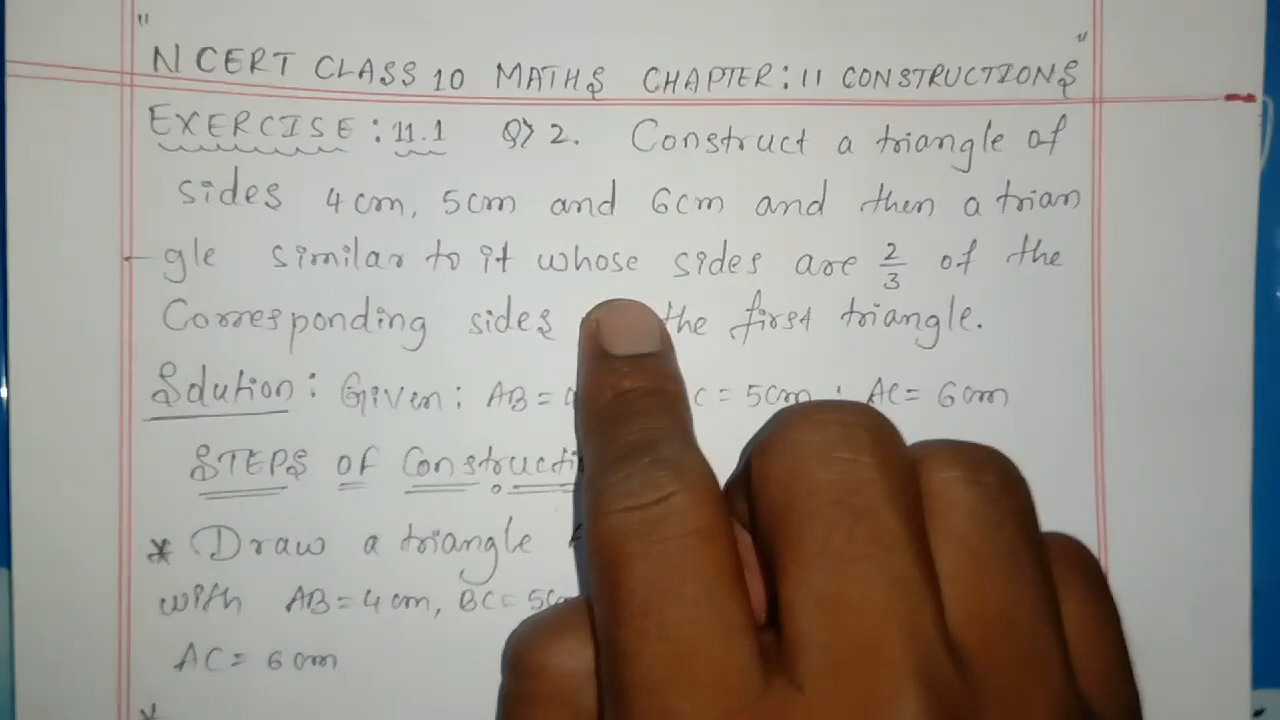 "NCERT CLASS 10 MATHS CHAPTER: 11 CONSTRUCTIONS"
EXERCISE: 11.1 Q> 2. Construct a triangle of
sides 4cm, 5cm and 6cm and then a trian
gle similar to it whose sides are 2/3 of the
Corresponding sides the first triangle.
Solution: Given: AB = C = 5cm, AC = 6cm
STEPS OF Constructi
* Draw a triangle
with AB = 4cm, BC = 5c
AC = 6cm
*